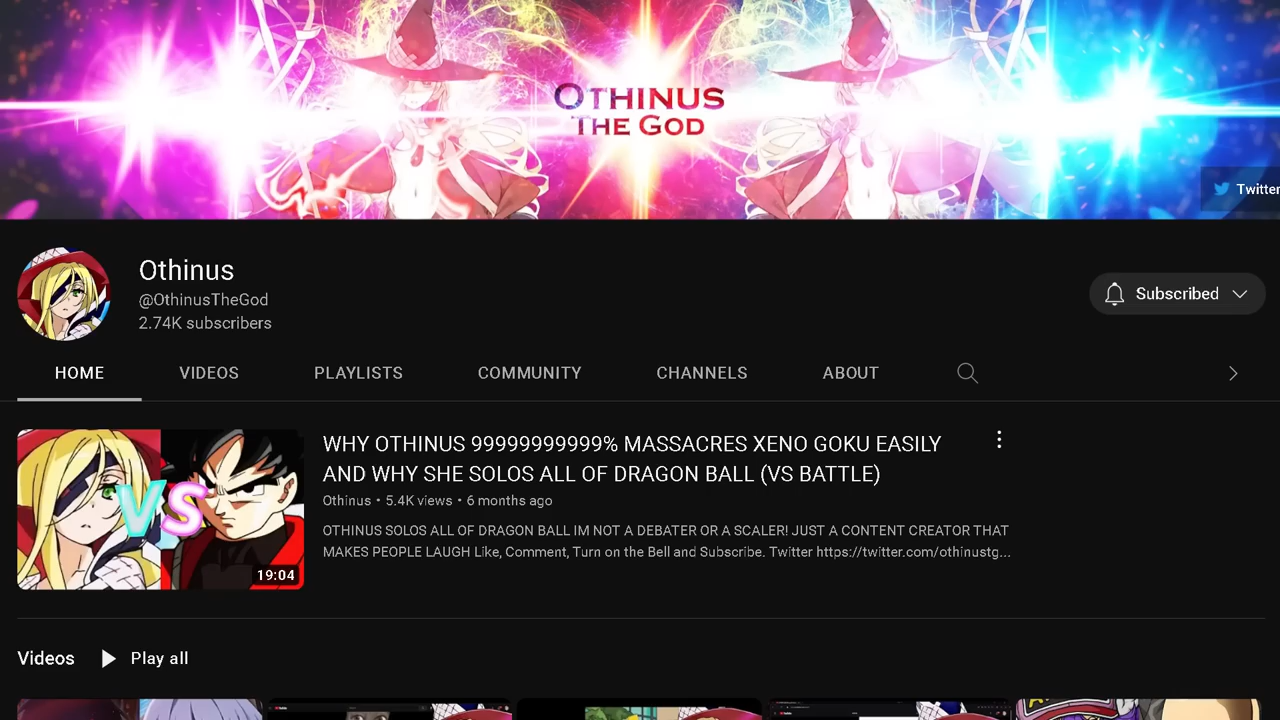 OTHINUS
THE GOD
Twitter
Othinus
@OthinusTheGod
2.74K subscribers
Subscribed
HOME VIDEOS PLAYLISTS COMMUNITY CHANNELS ABOUT
VS
19:04
WHY OTHINUS 99999999999% MASSACRES XENO GOKU EASILY
AND WHY SHE SOLOS ALL OF DRAGON BALL (VS BATTLE)
Othinus • 5.4K views • 6 months ago
OTHINUS SOLOS ALL OF DRAGON BALL IM NOT A DEBATER OR A SCALER! JUST A CONTENT CREATOR THAT
MAKES PEOPLE LAUGH Like, Comment, Turn on the Bell and Subscribe. Twitter https://twitter.com/othinustg...
Videos Play all